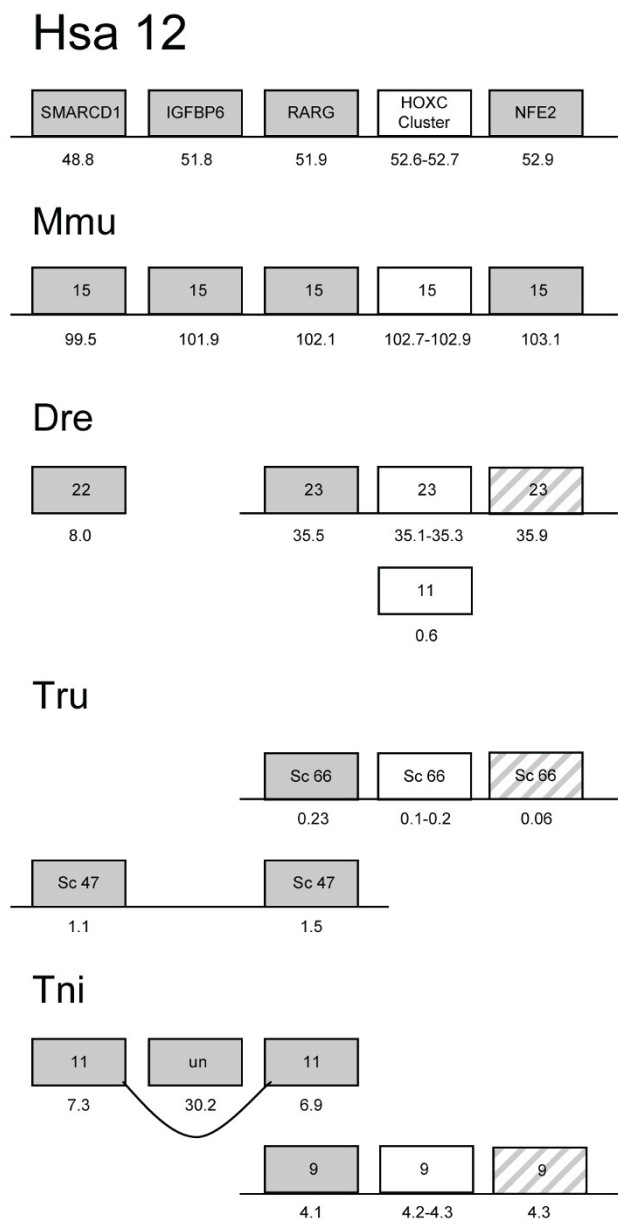 Hsa 12
SMARCD1 IGFBP6 RARG HOXC Cluster NFE2
48.8 51.8 51.9 52.6-52.7 52.9
Mmu
15 15 15 15 15
99.5 101.9 102.1 102.7-102.9 103.1
Dre
22 23 23 23
8.0 35.5 35.1-35.3 35.9
11
0.6
Tru
Sc 66 Sc 66 Sc 66
0.23 0.1-0.2 0.06
Sc 47 Sc 47
1.1 1.5
Tni
11 un 11
7.3 30.2 6.9
9 9 9
4.1 4.2-4.3 4.3